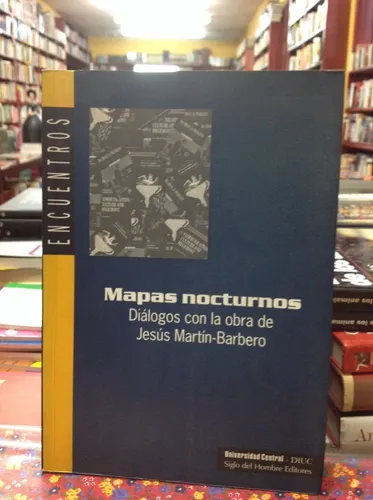 ENCUENTROS
Mapas nocturnos
Diálogos con la obra de
Jesús Martín-Barbero
Universidad Central - DIUC
Siglo del Hombre Editores